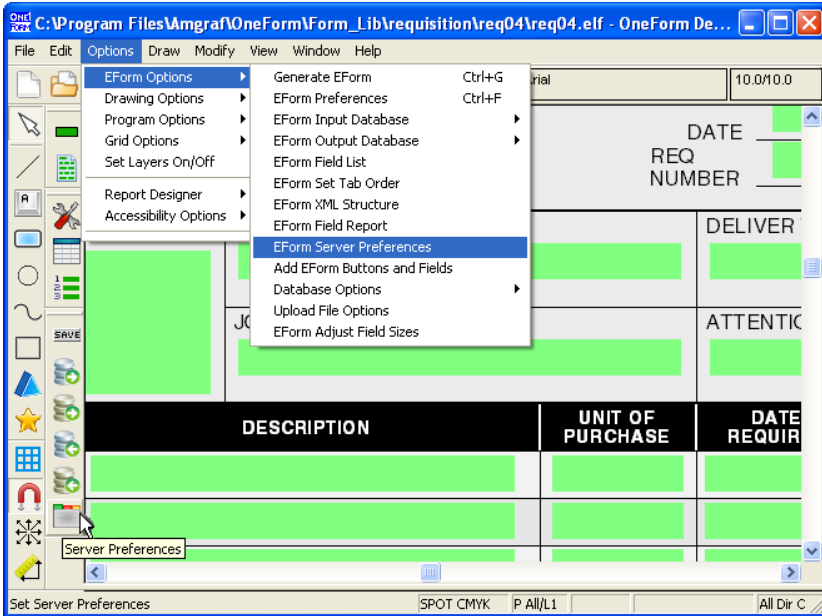 C:\Program Files\Amgraf\OneForm\Form_Lib\requisition\req04\req04.elf - OneForm De...
File Edit Options Draw Modify View Window Help
EForm Options
Drawing Options
Program Options
Grid Options
Set Layers On/Off
Report Designer
Accessibility Options
Generate EForm Ctrl+G
EForm Preferences Ctrl+F
EForm Input Database
EForm Output Database
EForm Field List
EForm Set Tab Order
EForm XML Structure
EForm Field Report
EForm Server Preferences
Add EForm Buttons and Fields
Database Options
Upload File Options
EForm Adjust Field Sizes
rial
10.0/10.0
DATE
REQ
NUMBER
DELIVER
JO
ATTENTIO
DESCRIPTION
UNIT OF
PURCHASE
DATE
REQUIR
A
1
2
3
SAVE
Server Preferences
Set Server Preferences
SPOT CMYK P All/L1 All Dir C